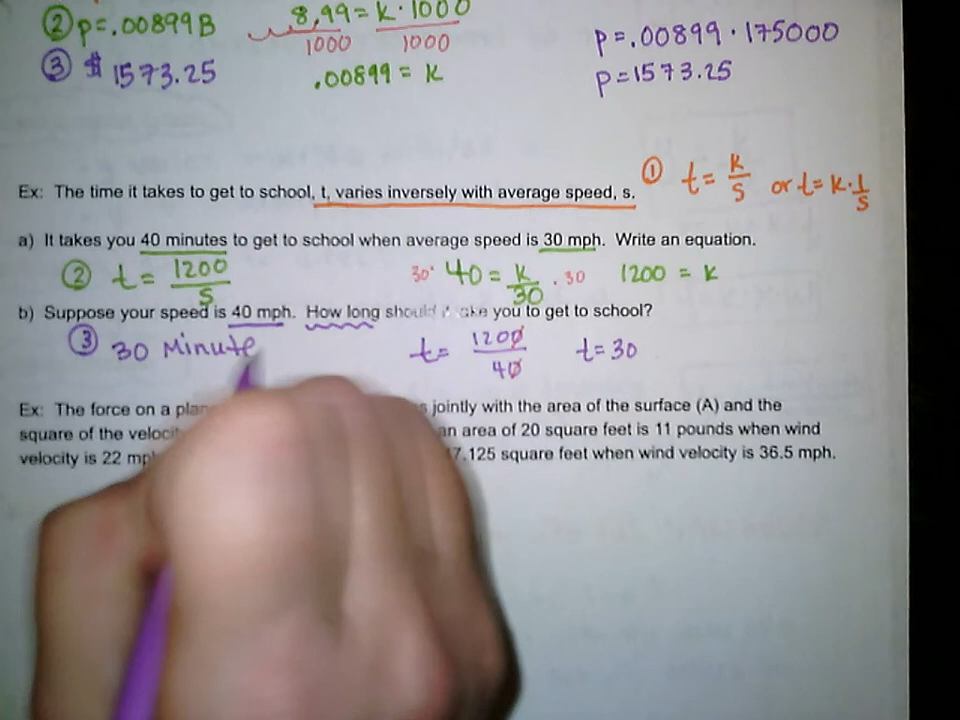 ② p=.00899B
8.99 = K · 1000
1000 1000
p=.00899 · 175000
③ $ 1573.25
.00899 = K
p=1573.25
Ex: The time it takes to get to school, t, varies inversely with average speed, s.
① t= K/S or t= K · 1/S
a) It takes you 40 minutes to get to school when average speed is 30 mph. Write an equation.
② t = 1200/S
30· 40 = K/30 · 30
1200 = K
b) Suppose your speed is 40 mph. How long should take you to get to school?
③ 30 Minute
t= 1200/40
t=30
Ex: The force on a jointly with the area of the surface (A) and the
square of the an area of 20 square feet is 11 pounds when wind
velocity is 22 7.125 square feet when wind velocity is 36.5 mph.